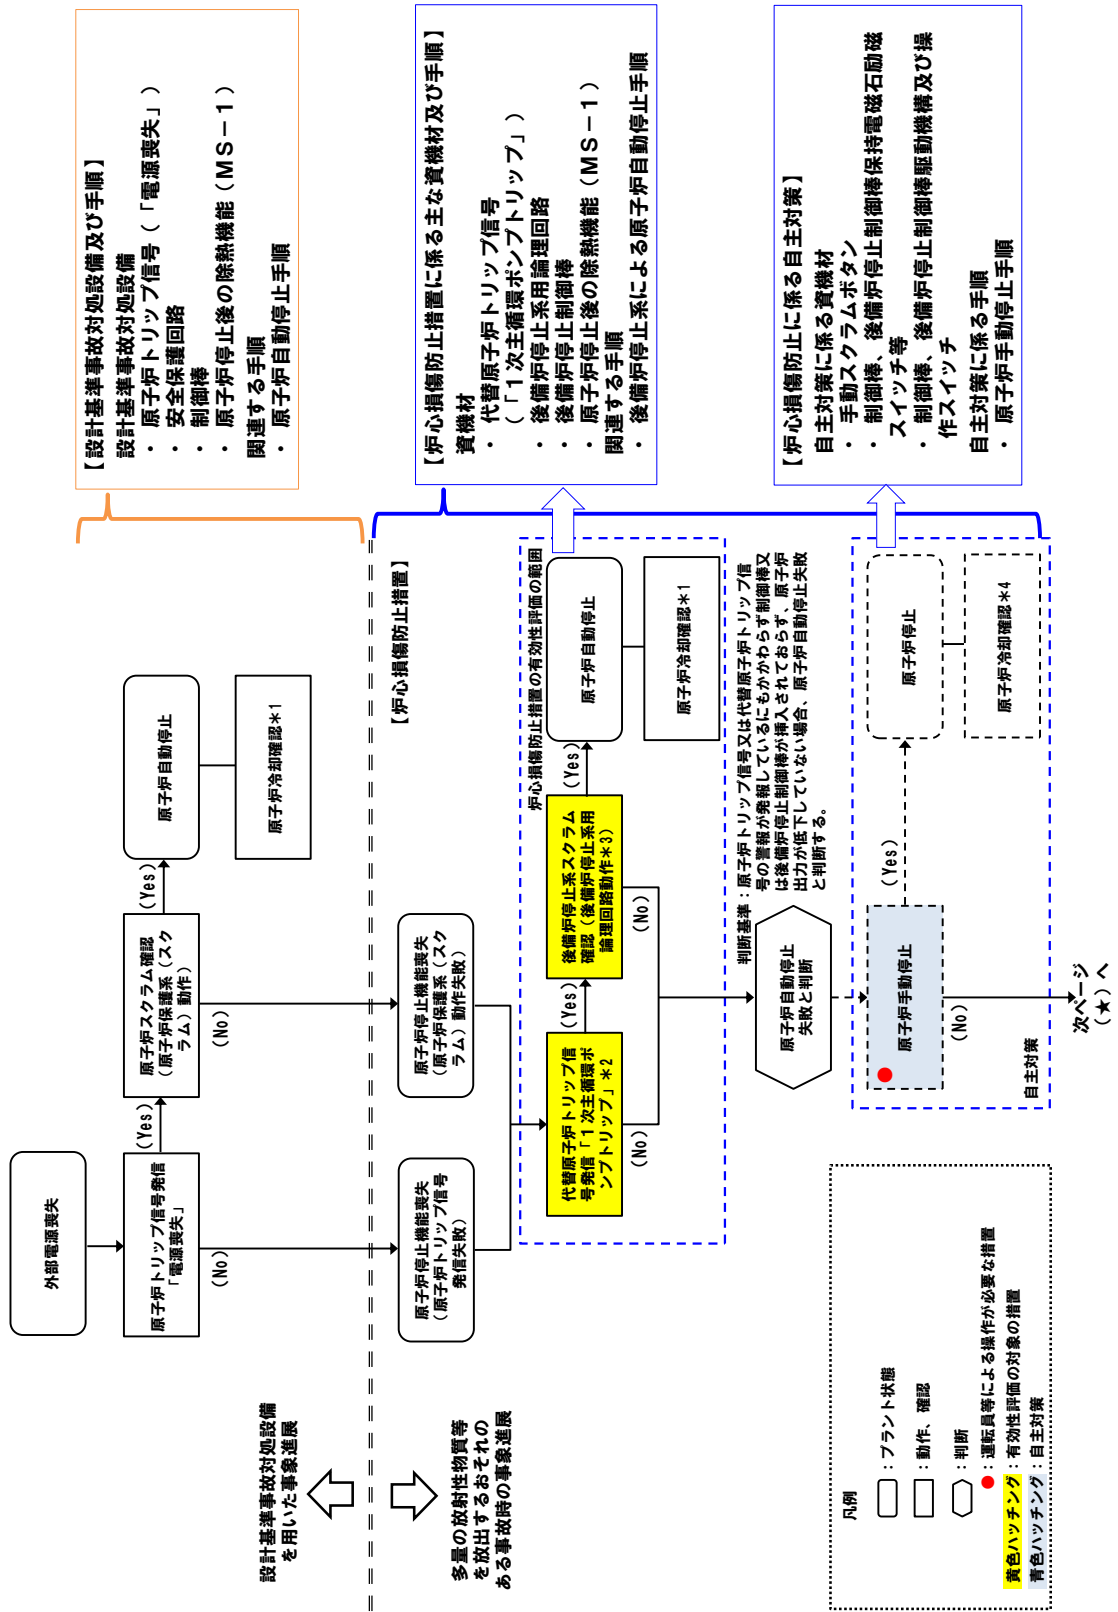 外部電源喪失
原子炉トリップ信号発信
「電源喪失」
(Yes)
(No)
原子炉スクラム確認
(原子炉保護系(スク
ラム)動作)
(Yes)
(No)
原子炉自動停止
原子炉冷却確認*1
【設計基準事故対処設備及び手順】
設計基準事故対処設備
・ 原子炉トリップ信号(「電源喪失」)
・ 安全保護回路
・ 制御棒
・ 原子炉停止後の除熱機能(MS-1)
関連する手順
・ 原子炉自動停止手順
設計基準事故対処設備
を用いた事象進展
多量の放射性物質等
を放出するおそれの
ある事故時の事象進展
【炉心損傷防止措置】
原子炉停止機能喪失
(原子炉トリップ信号
発信失敗)
原子炉停止機能喪失
(原子炉保護系(スク
ラム)動作失敗)
炉心損傷防止措置の有効性評価の範囲
代替原子炉トリップ信
号発信「1次主循環ポ
ンプトリップ」*2
(Yes)
(No)
後備炉停止系スクラム
確認(後備炉停止系用
論理回路動作*3)
(Yes)
(No)
原子炉自動停止
原子炉冷却確認*1
【炉心損傷防止措置に係る主な資機材及び手順】
資機材
・ 代替原子炉トリップ信号
(「1次主循環ポンプトリップ」)
・ 後備炉停止系用論理回路
・ 後備炉停止制御棒
・ 原子炉停止後の除熱機能(MS-1)
関連する手順
・ 後備炉停止系による原子炉自動停止手順
判断基準:原子炉トリップ信号又は代替原子炉トリップ信
号の警報が発報しているにもかかわらず制御棒又
は後備炉停止制御棒が挿入されておらず、原子炉
出力が低下していない場合、原子炉自動停止失敗
と判断する。
原子炉自動停止
失敗と判断
原子炉手動停止
(Yes)
(No)
原子炉停止
原子炉冷却確認*4
自主対策
次ページ
(★)へ
【炉心損傷防止に係る自主対策】
自主対策に係る資機材
・ 手動スクラムボタン
・ 制御棒、後備炉停止制御棒保持電磁石励磁
スイッチ等
・ 制御棒、後備炉停止制御棒駆動機構及び操
作スイッチ
自主対策に係る手順
・ 原子炉手動停止手順
凡例
:プラント状態
:動作、確認
:判断
:運転員等による操作が必要な措置
黄色ハッチング:有効性評価の対象の措置
青色ハッチング:自主対策